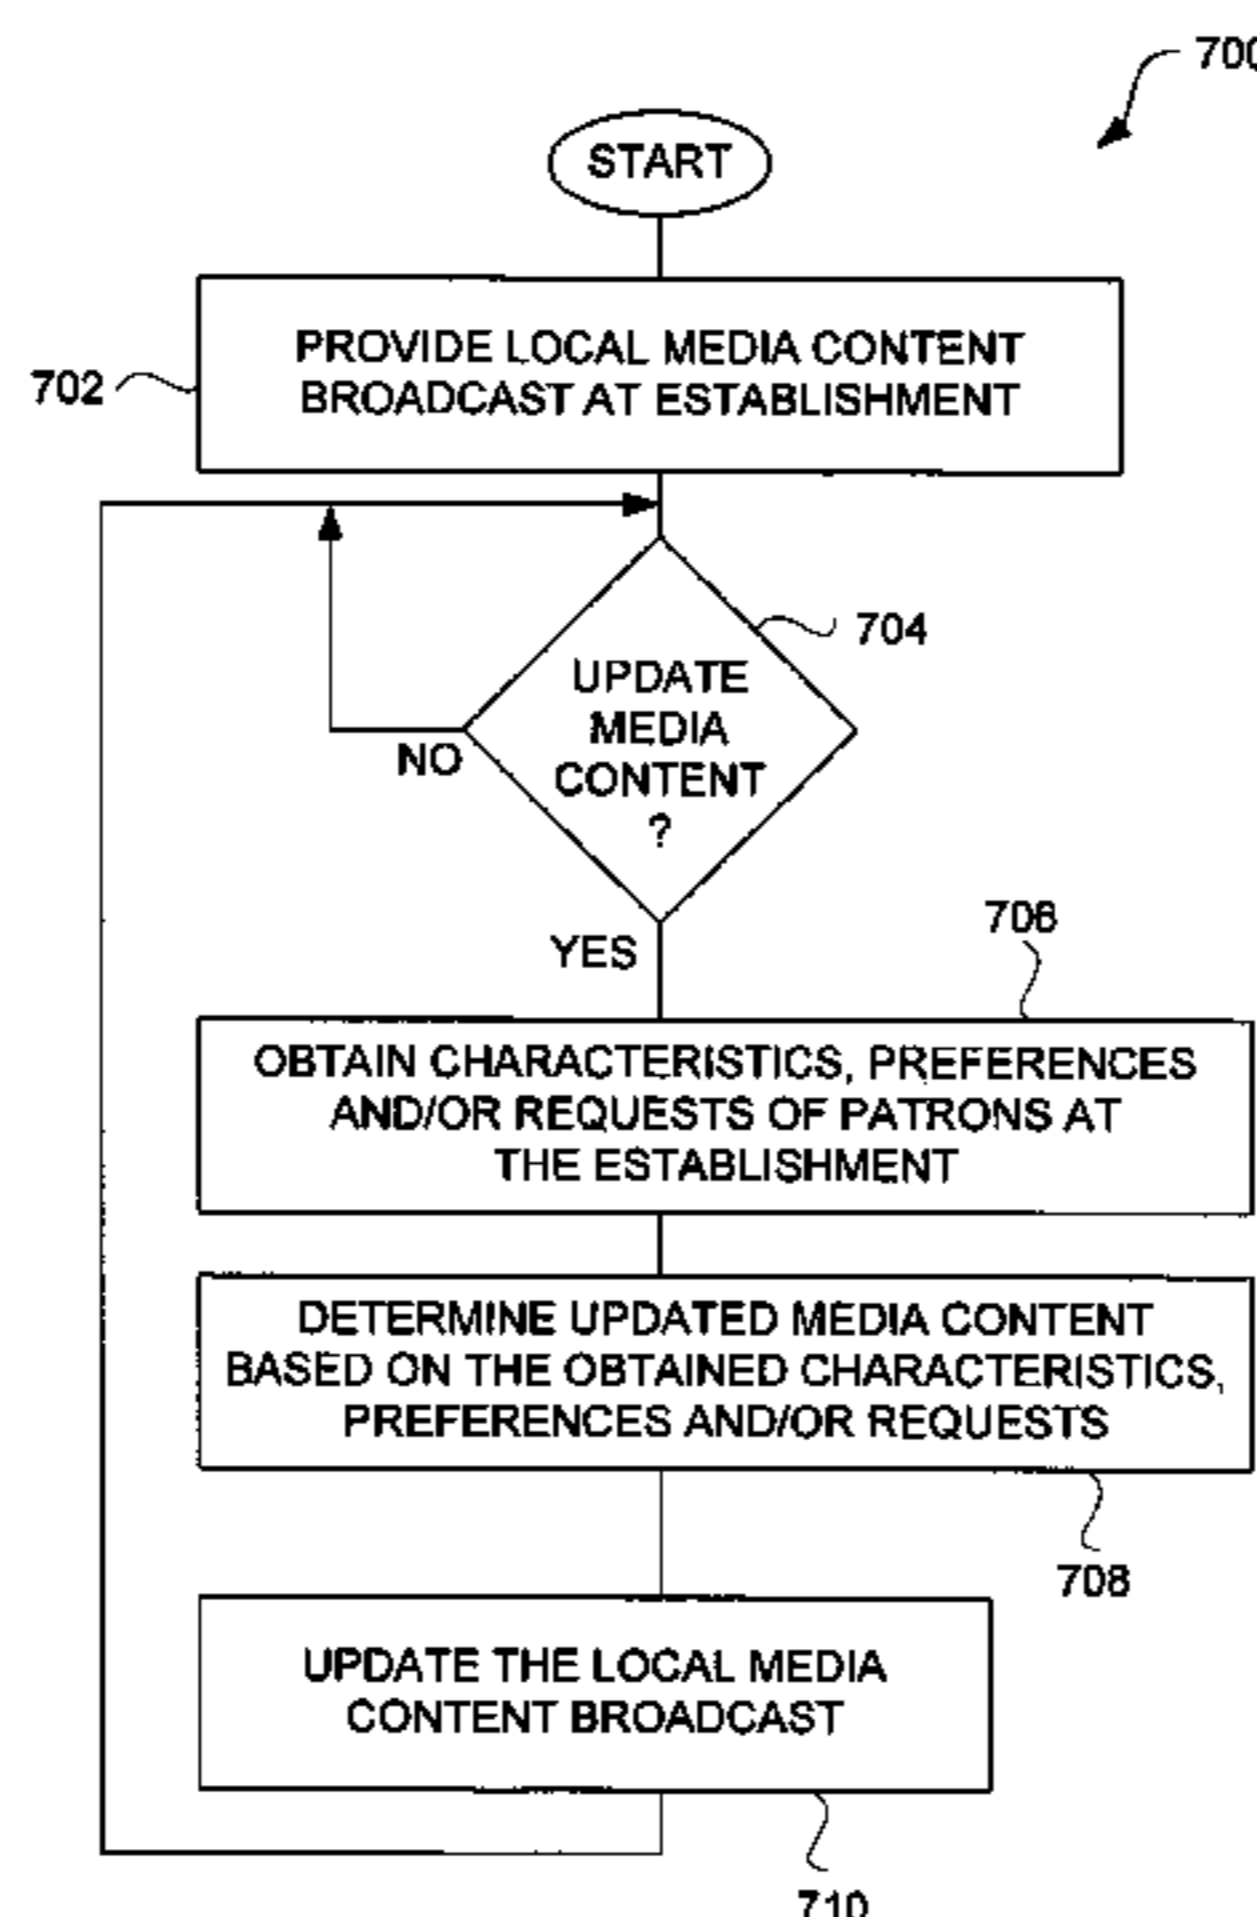 700
START
PROVIDE LOCAL MEDIA CONTENT
BROADCAST AT ESTABLISHMENT
702
704
UPDATE
MEDIA
CONTENT
?
NO
YES
706
OBTAIN CHARACTERISTICS, PREFERENCES
AND/OR REQUESTS OF PATRONS AT
THE ESTABLISHMENT
DETERMINE UPDATED MEDIA CONTENT
BASED ON THE OBTAINED CHARACTERISTICS,
PREFERENCES AND/OR REQUESTS
708
UPDATE THE LOCAL MEDIA
CONTENT BROADCAST
710